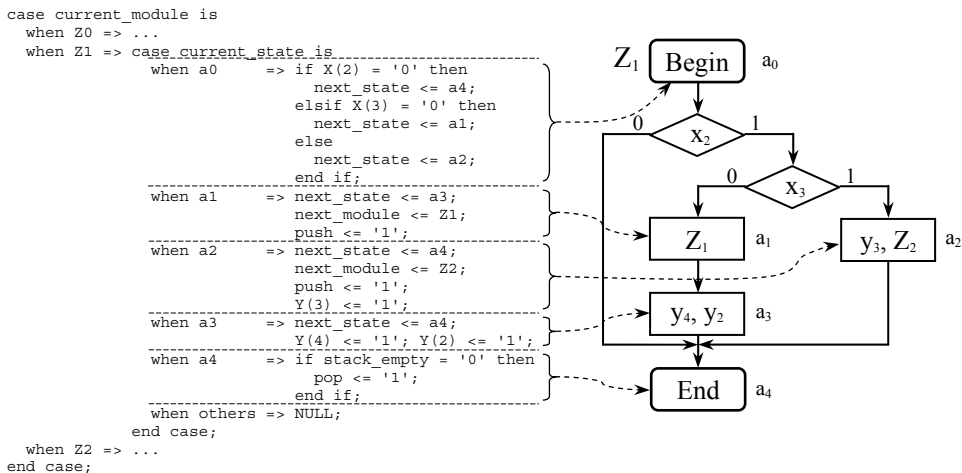 case current_module is
when Z0 => ...
when Z1 => case current_state is
when a0 => if X(2) = '0' then
next_state <= a4;
elsif X(3) = '0' then
next_state <= a1;
else
next_state <= a2;
end if;
when a1 => next_state <= a3;
next_module <= Z1;
push <= '1';
when a2 => next_state <= a4;
next_module <= Z2;
push <= '1';
Y(3) <= '1';
when a3 => next_state <= a4;
Y(4) <= '1'; Y(2) <= '1';
when a4 => if stack_empty = '0' then
pop <= '1';
end if;
when others => NULL;
end case;
when Z2 => ...
end case;
Z1 Begin a0
0 x2 1
0 x3 1
Z1 a1 y3, Z2 a2
y4, y2 a3
End a4